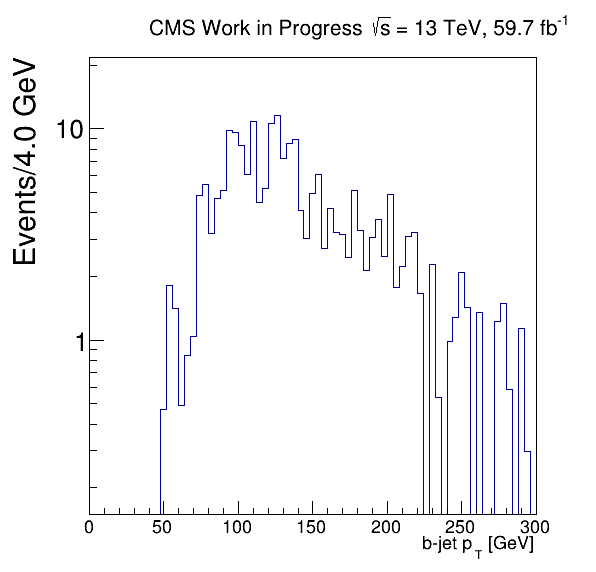 CMS Work in Progress √s = 13 TeV, 59.7 fb⁻¹
Events/4.0 GeV
10
1
0 50 100 150 200 250 300
b-jet p_T [GeV]